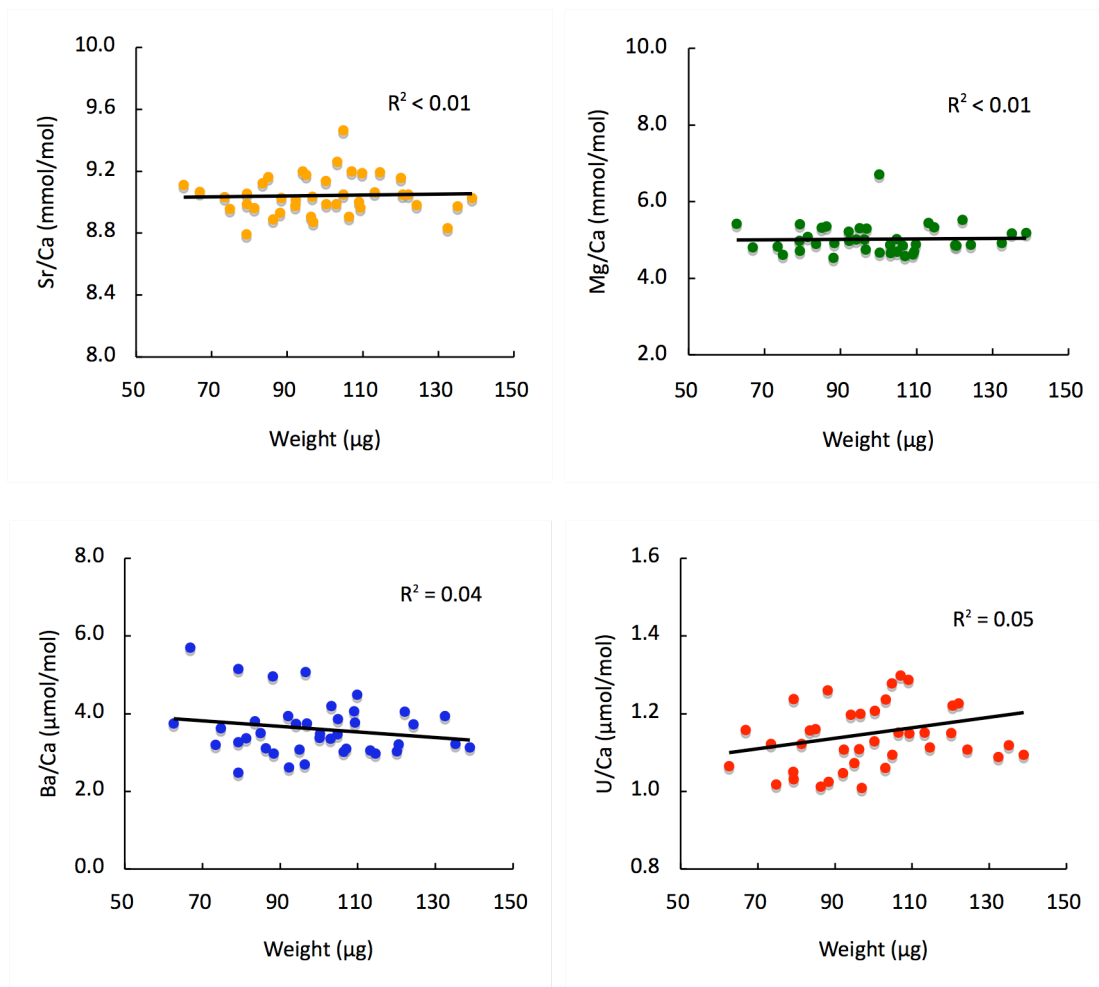 10.0
9.6
9.2
8.8
8.4
8.0
Sr/Ca (mmol/mol)
R² < 0.01
50 70 90 110 130 150
Weight (µg)
10.0
8.0
6.0
4.0
2.0
Mg/Ca (mmol/mol)
R² < 0.01
50 70 90 110 130 150
Weight (µg)
8.0
6.0
4.0
2.0
0.0
Ba/Ca (µmol/mol)
R² = 0.04
50 70 90 110 130 150
Weight (µg)
1.6
1.4
1.2
1.0
0.8
U/Ca (µmol/mol)
R² = 0.05
50 70 90 110 130 150
Weight (µg)